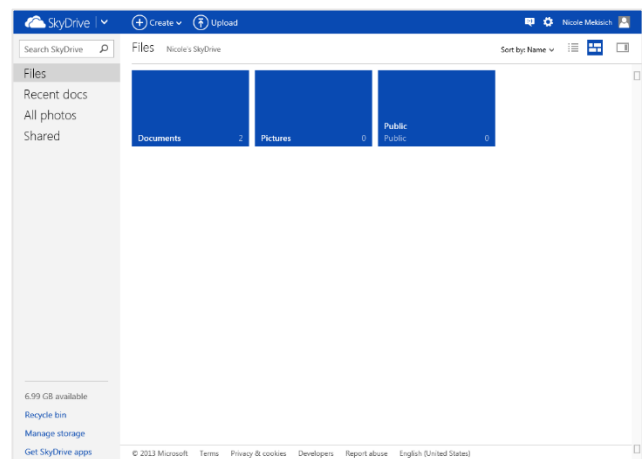 SkyDrive Create Upload Nicole Mekisich
Search SkyDrive Files Nicole's SkyDrive Sort by: Name
Files
Recent docs
All photos
Shared
Documents 2 Pictures 0 Public
Public 0
6.99 GB available
Recycle bin
Manage storage
Get SkyDrive apps
© 2013 Microsoft Terms Privacy & cookies Developers Report abuse English (United States)